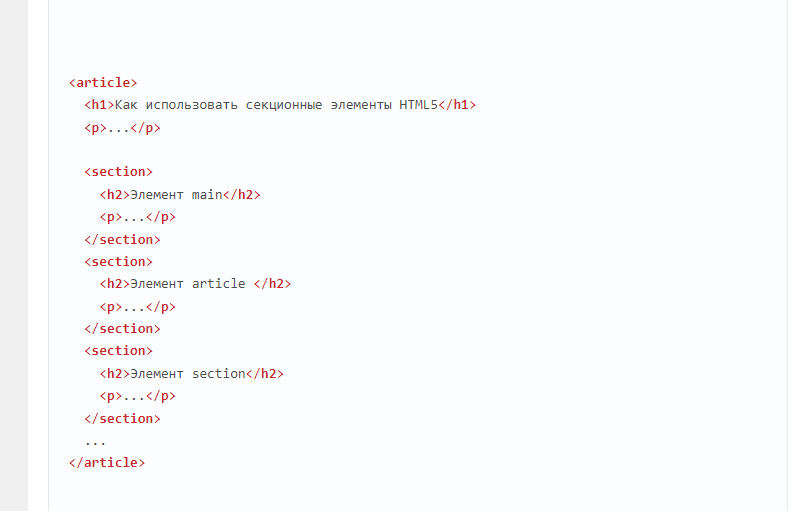 <article>
<h1>Как использовать секционные элементы HTML5</h1>
<p>...</p>
<section>
<h2>Элемент main</h2>
<p>...</p>
</section>
<section>
<h2>Элемент article </h2>
<p>...</p>
</section>
<section>
<h2>Элемент section</h2>
<p>...</p>
</section>
...
</article>